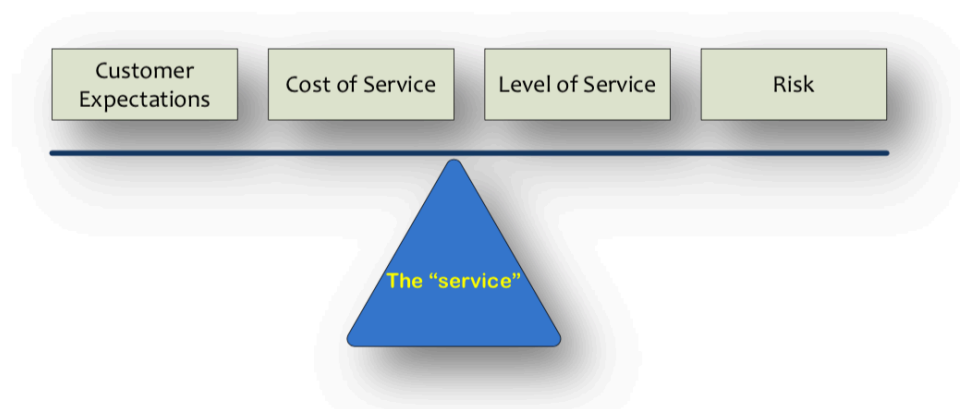 Customer
Expectations
Cost of Service
Level of Service
Risk
The “service”